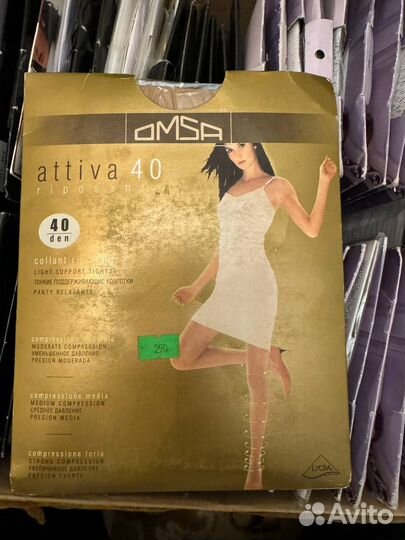 OMSA
attiva 40
riposante
40
den
collant
LIGHT SUPPORT TIGHTS
ТОНКИЕ ПОДДЕРЖИВАЮЩИЕ КОЛГОТКИ
PANTY RELAJANTE
250
compressione
MODERATE COMPRESSION
УМЕНЬШЕННОЕ ДАВЛЕНИЕ
PRESION MODERADA
compressione media
MEDIUM COMPRESSION
СРЕДНЕЕ ДАВЛЕНИЕ
PRESION MEDIA
compressione forte
STRONG COMPRESSION
УВЕЛИЧЕННОЕ ДАВЛЕНИЕ
PRESION FUERTE
LYCRA
Avito